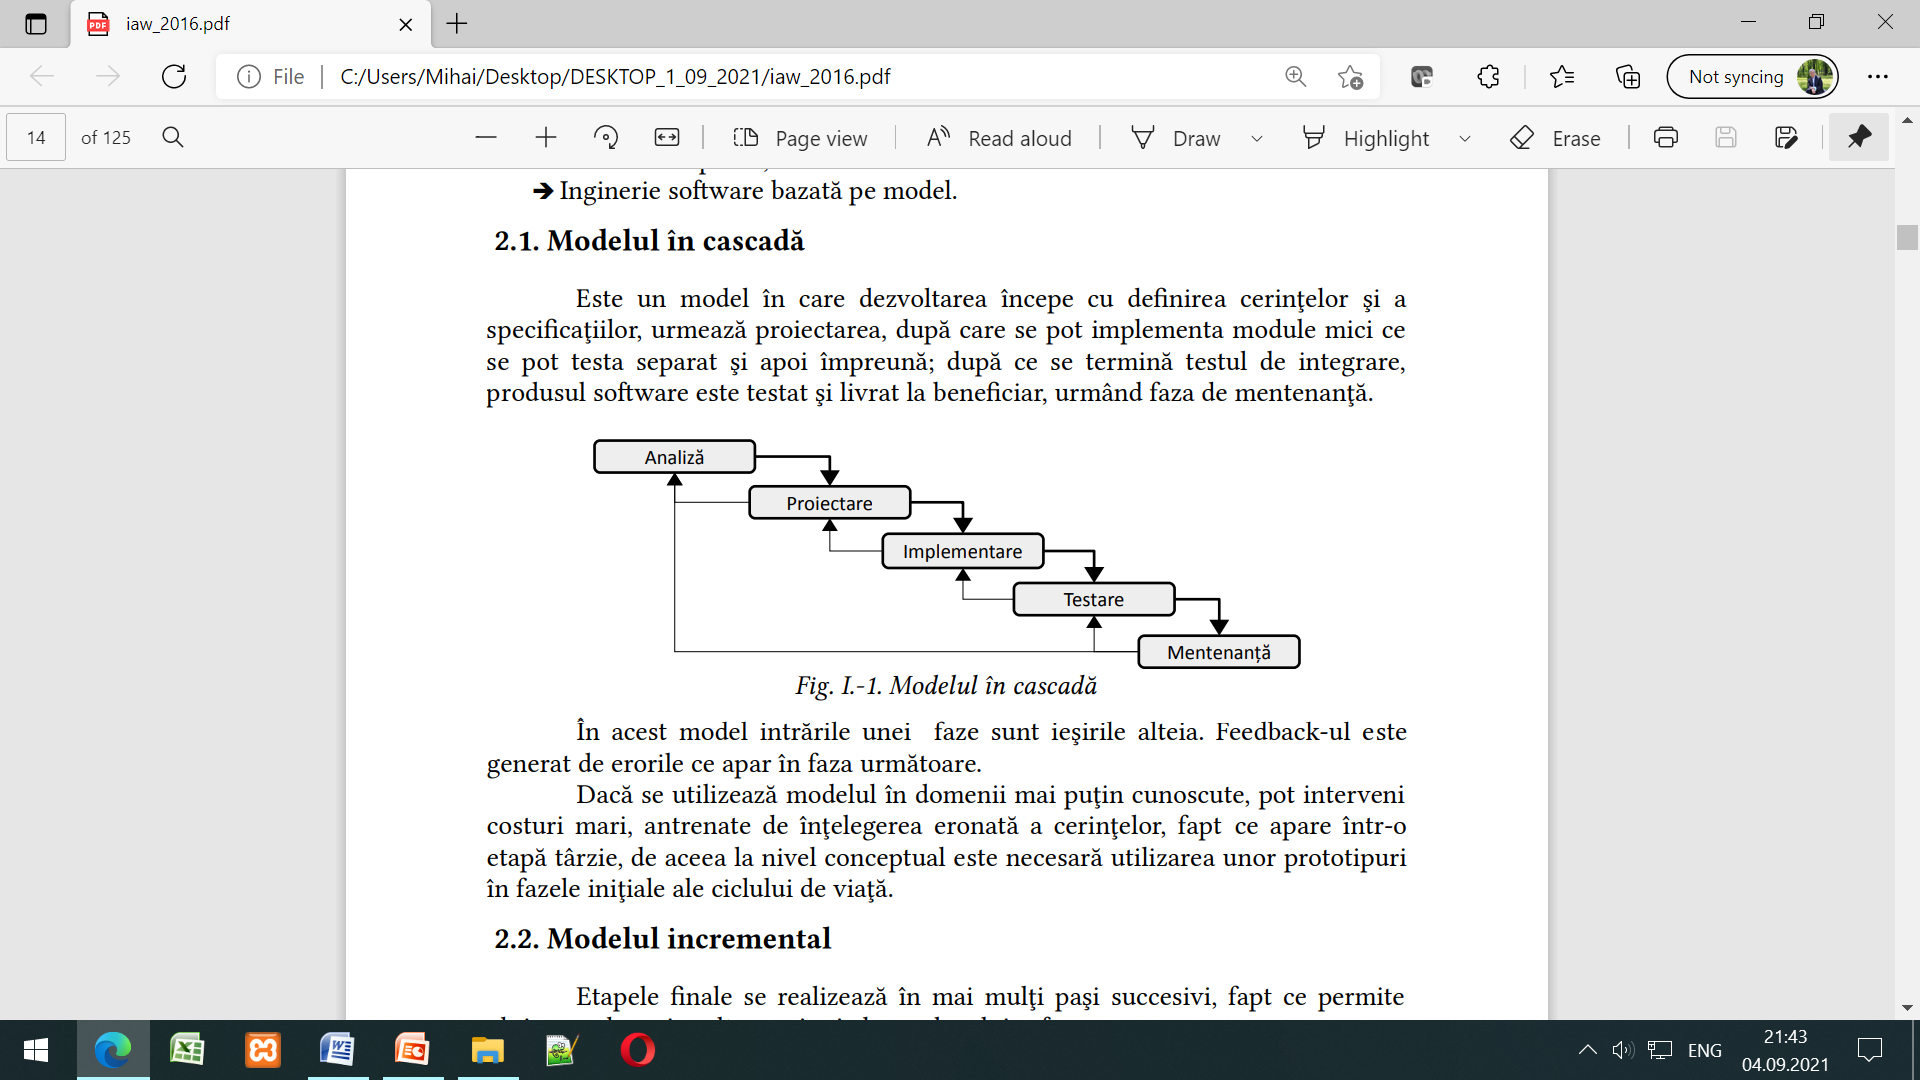 iaw_2016.pdf
File
C:/Users/Mihai/Desktop/DESKTOP_1_09_2021/iaw_2016.pdf
Not syncing
14 of 125
Page view
Read aloud
Draw
Highlight
Erase
➔ Inginerie software bazată pe model.
2.1. Modelul în cascadă
Este un model în care dezvoltarea începe cu definirea cerinţelor şi a
specificaţiilor, urmează proiectarea, după care se pot implementa module mici ce
se pot testa separat şi apoi împreună; după ce se termină testul de integrare,
produsul software este testat şi livrat la beneficiar, urmând faza de mentenanţă.
Analiză
Proiectare
Implementare
Testare
Mentenanță
Fig. I.-1. Modelul în cascadă
În acest model intrările unei faze sunt ieşirile alteia. Feedback-ul este
generat de erorile ce apar în faza următoare.
Dacă se utilizează modelul în domenii mai puţin cunoscute, pot interveni
costuri mari, antrenate de înţelegerea eronată a cerinţelor, fapt ce apare într-o
etapă târzie, de aceea la nivel conceptual este necesară utilizarea unor prototipuri
în fazele iniţiale ale ciclului de viaţă.
2.2. Modelul incremental
Etapele finale se realizează în mai mulţi paşi succesivi, fapt ce permite
ENG
21:43
04.09.2021